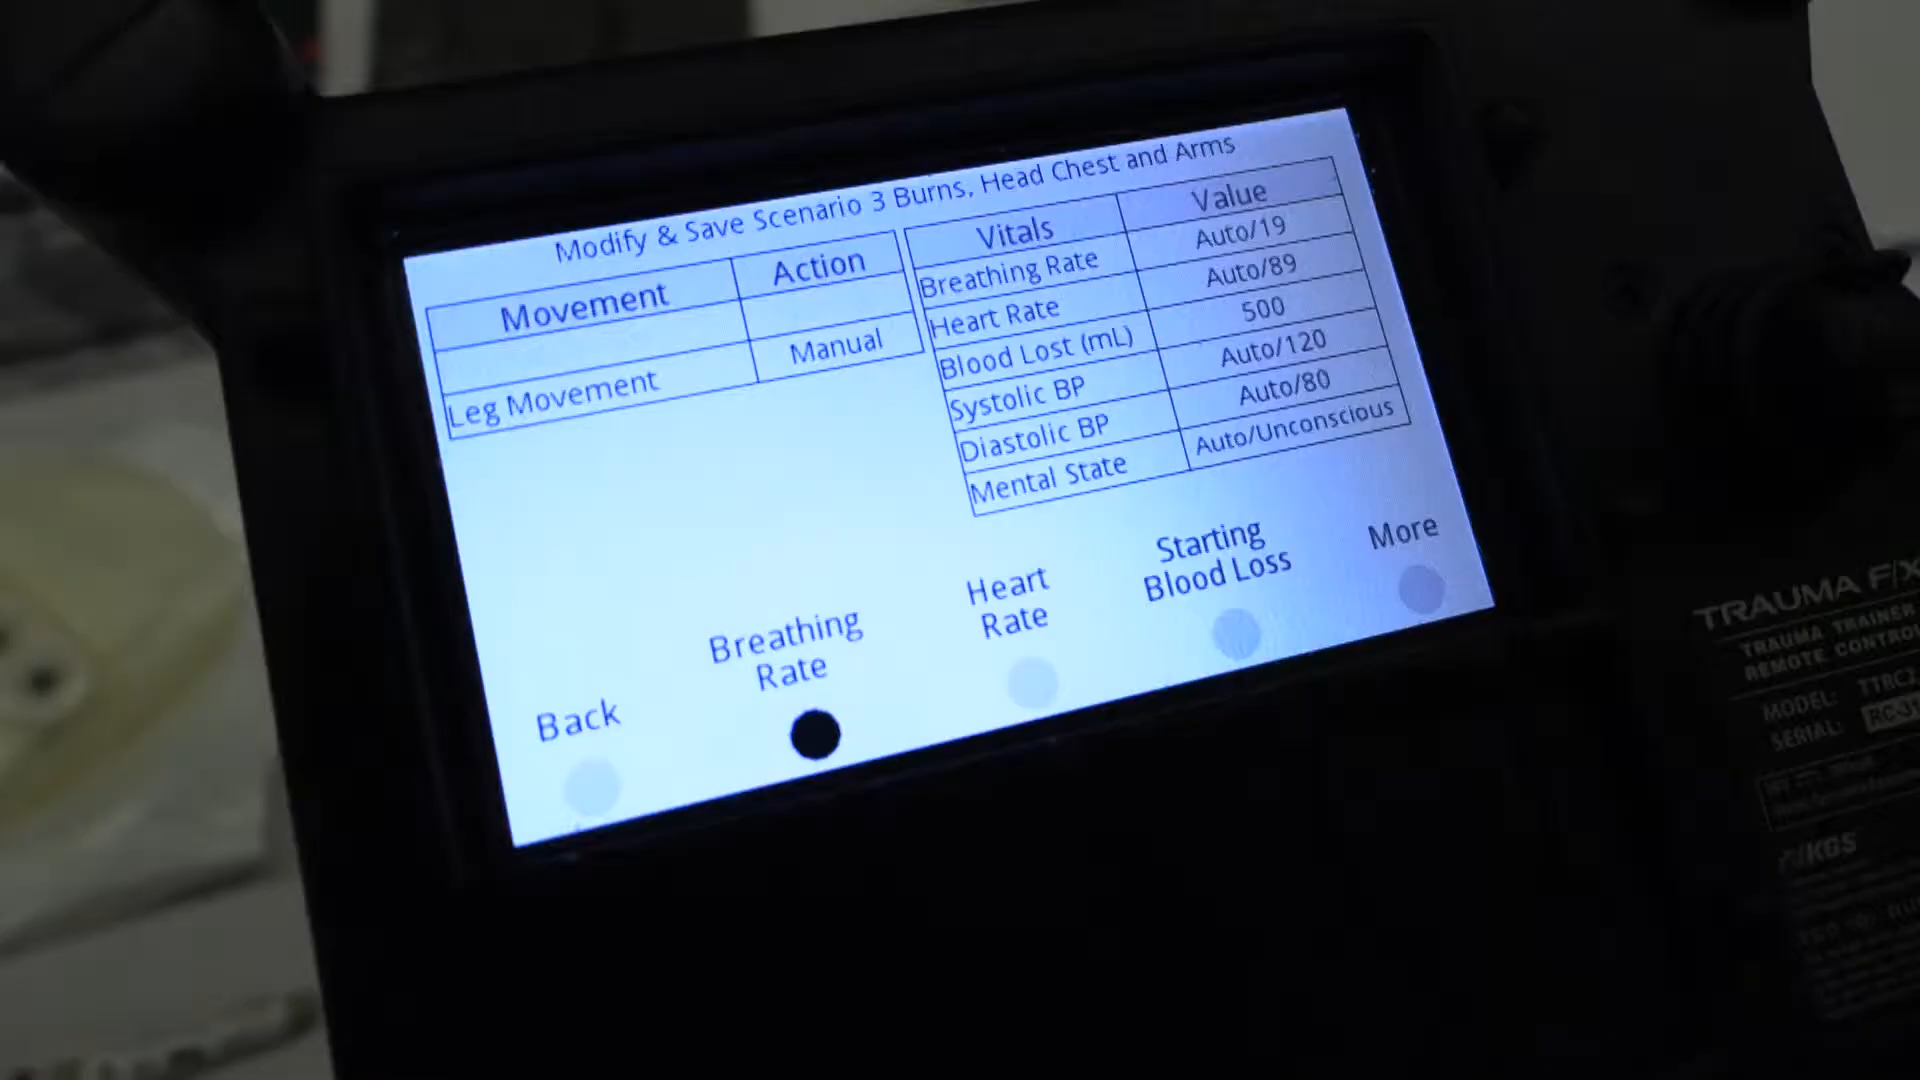 Modify & Save Scenario 3 Burns, Head Chest and Arms
Movement Action
Leg Movement Manual
Vitals Value
Breathing Rate Auto/19
Heart Rate Auto/89
Blood Lost (mL) 500
Systolic BP Auto/120
Diastolic BP Auto/80
Mental State Auto/Unconscious
Back
Breathing
Rate
Heart
Rate
Starting
Blood Loss
More
TRAUMA F/X
TRAUMA TRAINER
REMOTE CONTROL
MODEL:
SERIAL:
/KGS